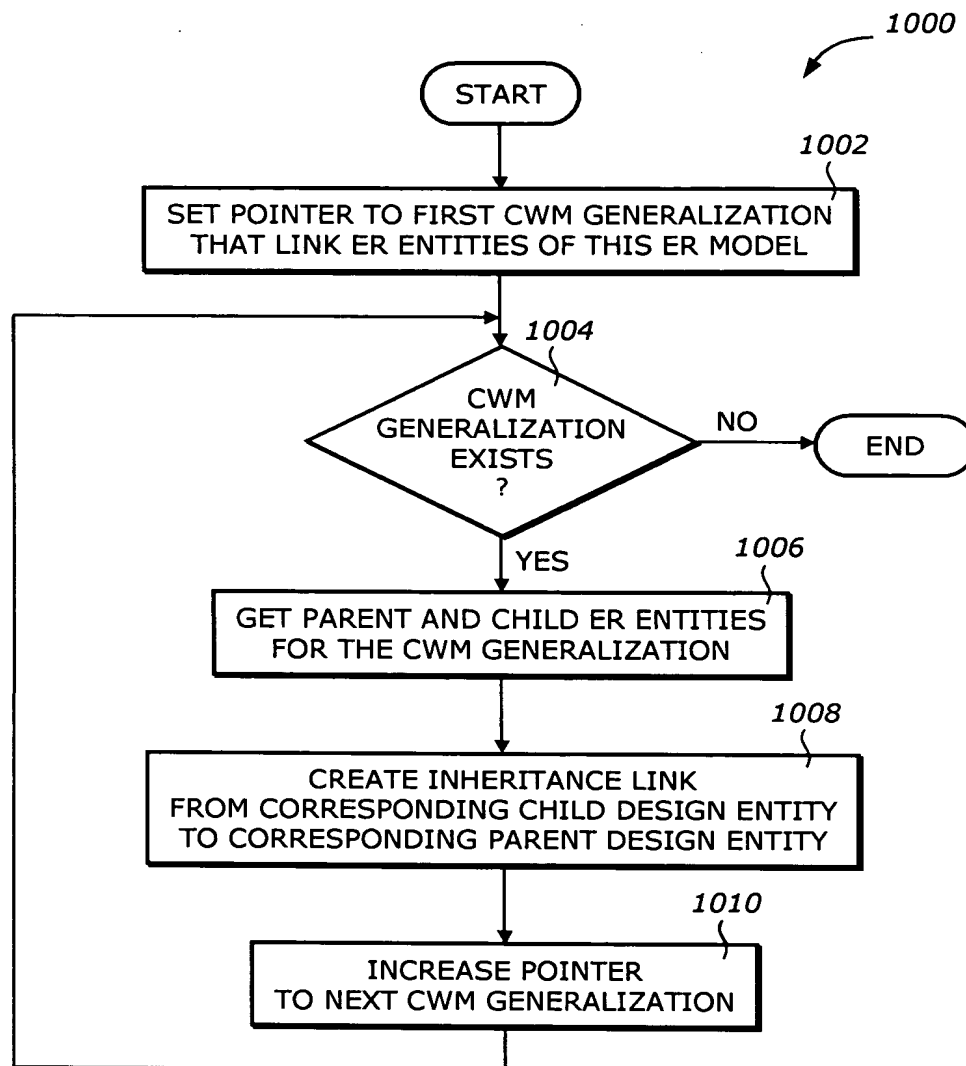 1000
START
1002
SET POINTER TO FIRST CWM GENERALIZATION
THAT LINK ER ENTITIES OF THIS ER MODEL
1004
CWM
GENERALIZATION
EXISTS
?
NO
END
YES
1006
GET PARENT AND CHILD ER ENTITIES
FOR THE CWM GENERALIZATION
1008
CREATE INHERITANCE LINK
FROM CORRESPONDING CHILD DESIGN ENTITY
TO CORRESPONDING PARENT DESIGN ENTITY
1010
INCREASE POINTER
TO NEXT CWM GENERALIZATION